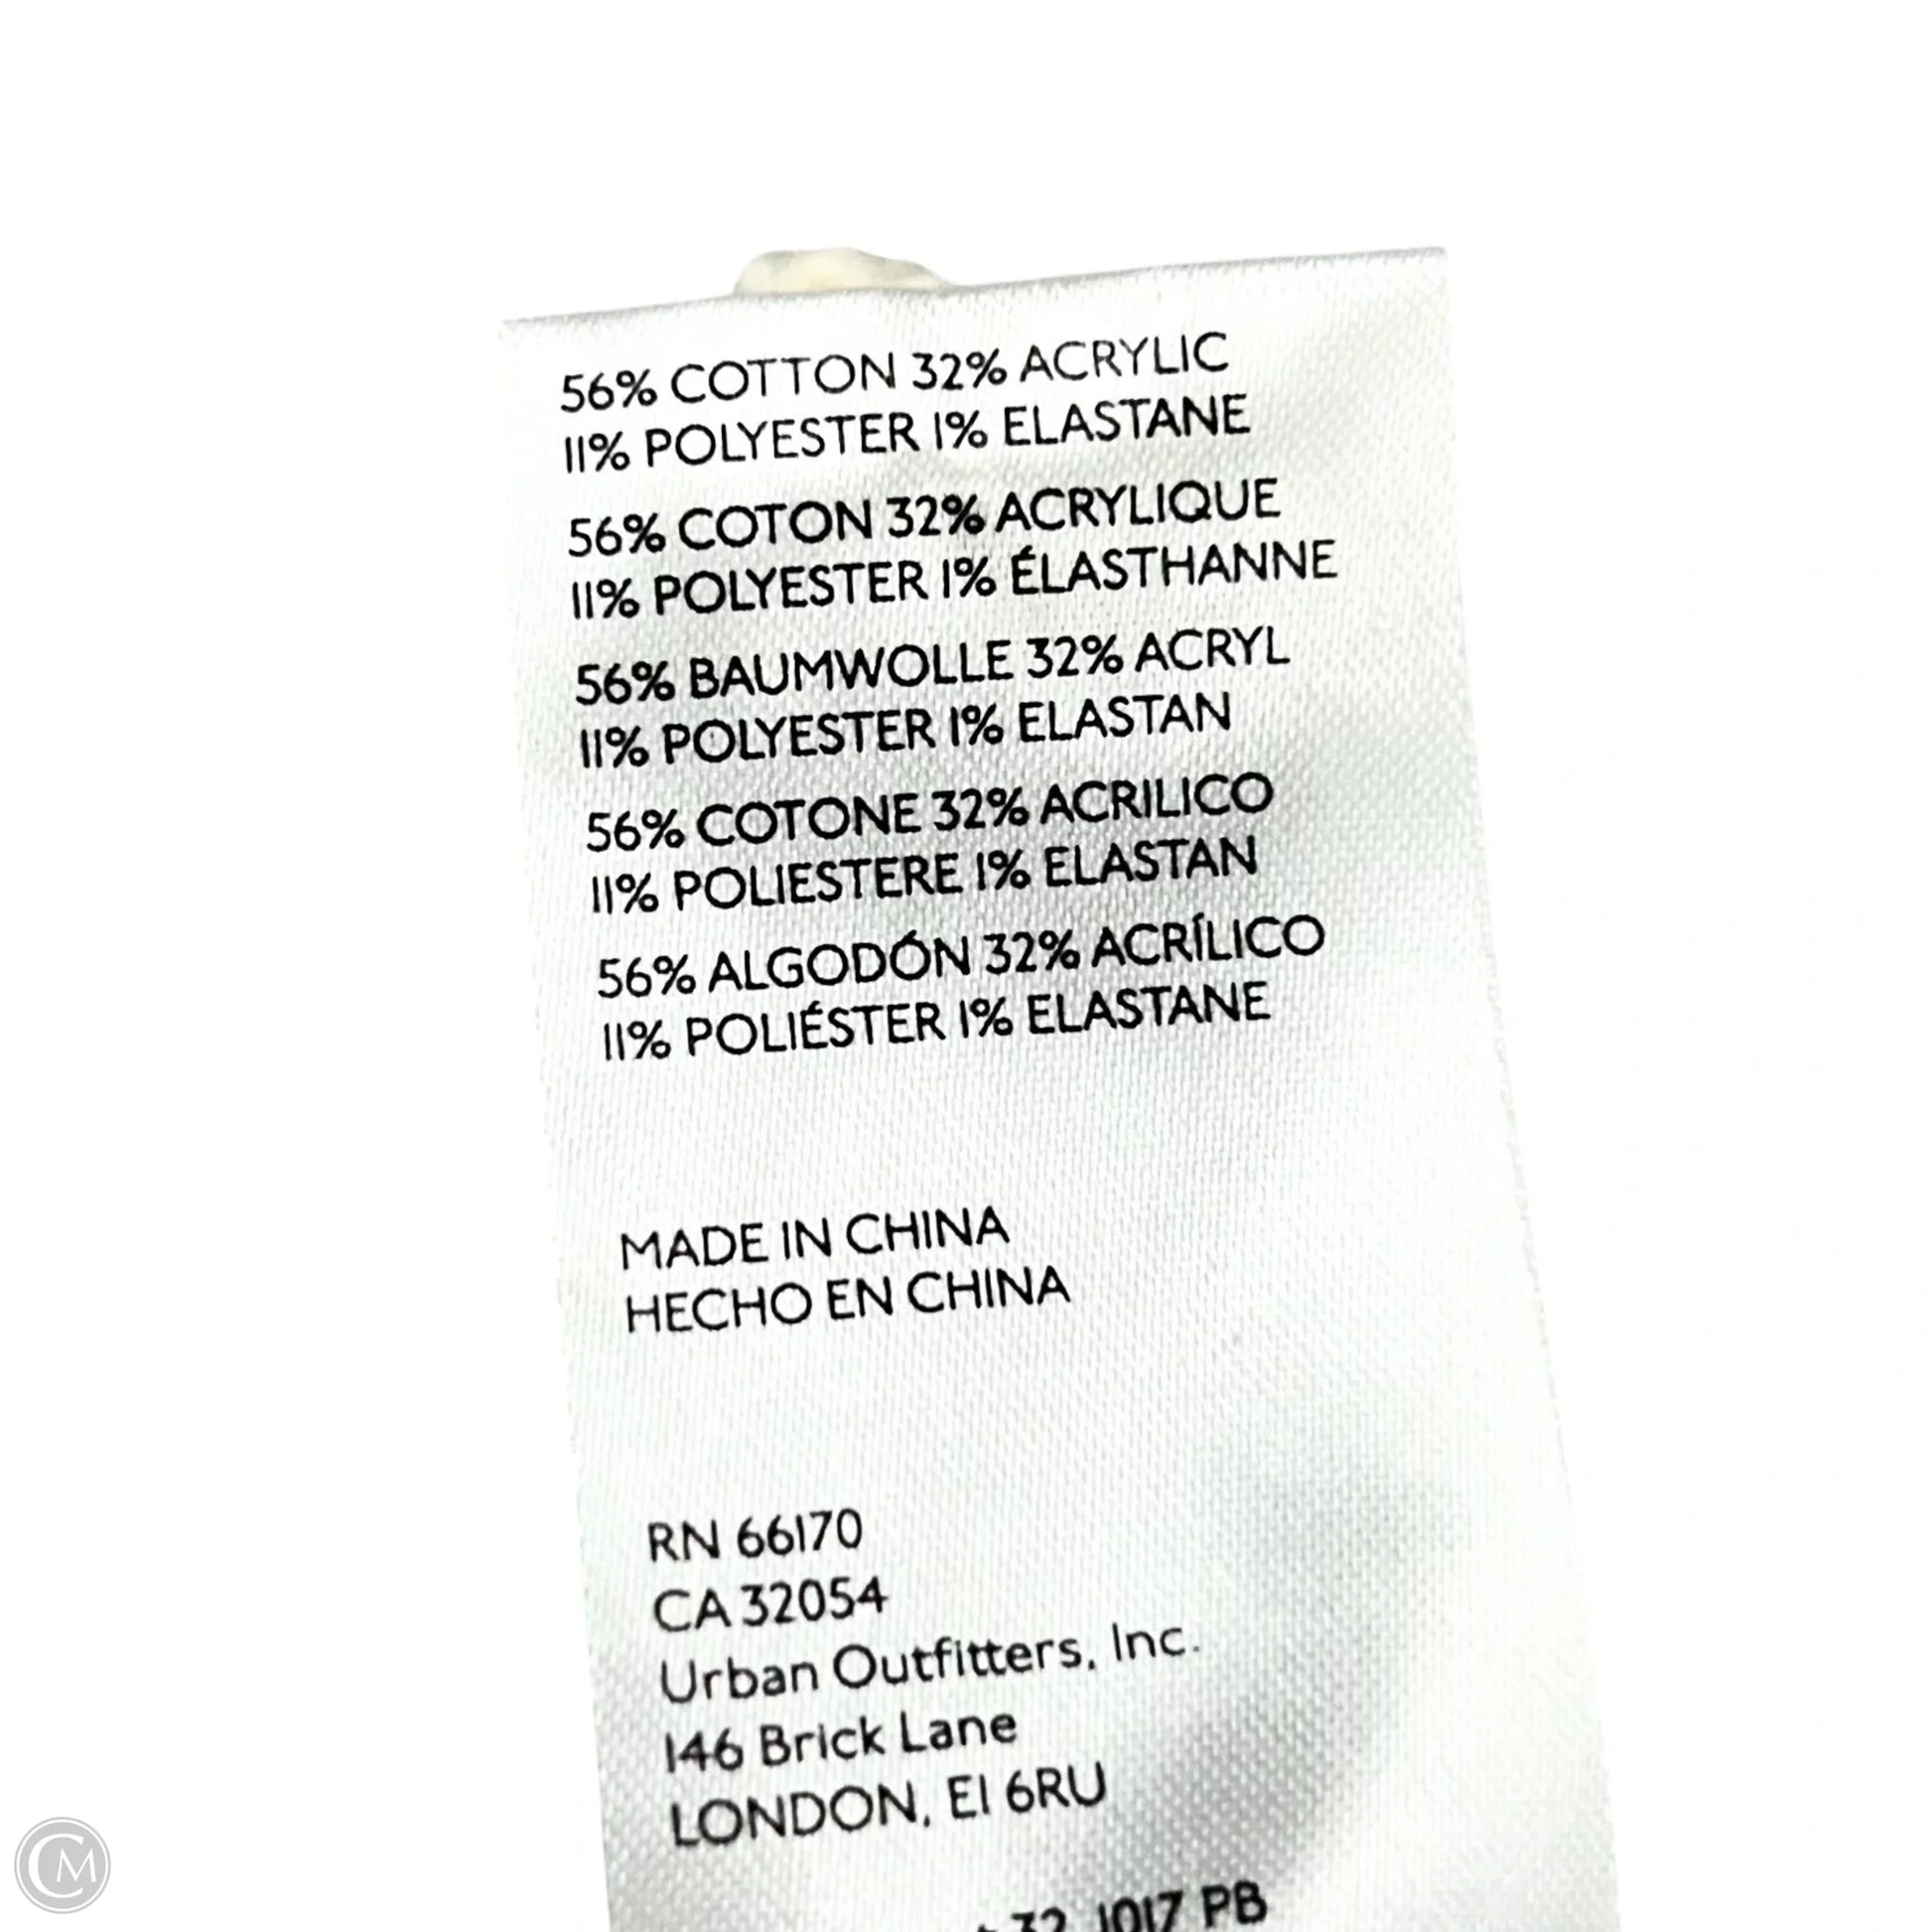 56% COTTON 32% ACRYLIC
11% POLYESTER 1% ELASTANE
56% COTON 32% ACRYLIQUE
11% POLYESTER 1% ÉLASTHANNE
56% BAUMWOLLE 32% ACRYL
11% POLYESTER 1% ELASTAN
56% COTONE 32% ACRILICO
11% POLIESTERE 1% ELASTAN
56% ALGODÓN 32% ACRÍLICO
11% POLIÉSTER 1% ELASTANE
MADE IN CHINA
HECHO EN CHINA
RN 66170
CA 32054
Urban Outfitters, Inc.
146 Brick Lane
LONDON, E1 6RU
1017 PB
CM